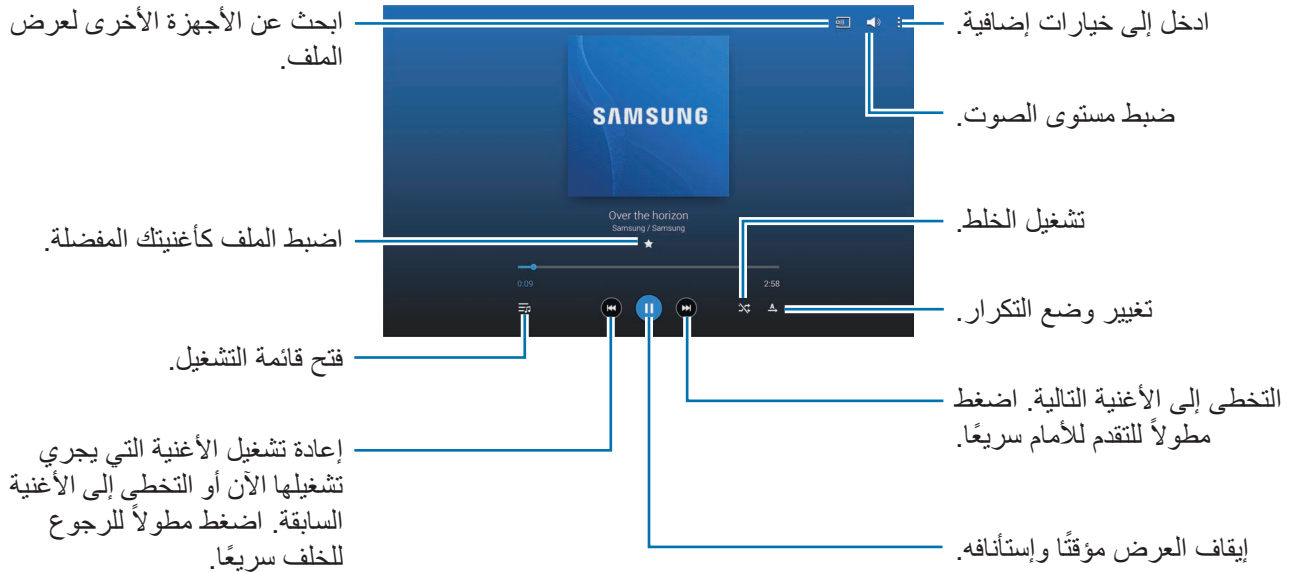 ادخل إلى خيارات إضافية.
ضبط مستوى الصوت.
تشغيل الخلط.
تغيير وضع التكرار.
التخطى إلى الأغنية التالية. اضغط
مطولاً للتقدم للأمام سريعًا.
إيقاف العرض مؤقتًا وإستأنافه.
SAMSUNG
Over the horizon
Samsung / Samsung
0:09
2:58
ابحث عن الأجهزة الأخرى لعرض
الملف.
اضبط الملف كأغنيتك المفضلة.
فتح قائمة التشغيل.
إعادة تشغيل الأغنية التي يجري
تشغيلها الآن أو التخطى إلى الأغنية
السابقة. اضغط مطولاً للرجوع
للخلف سريعًا.